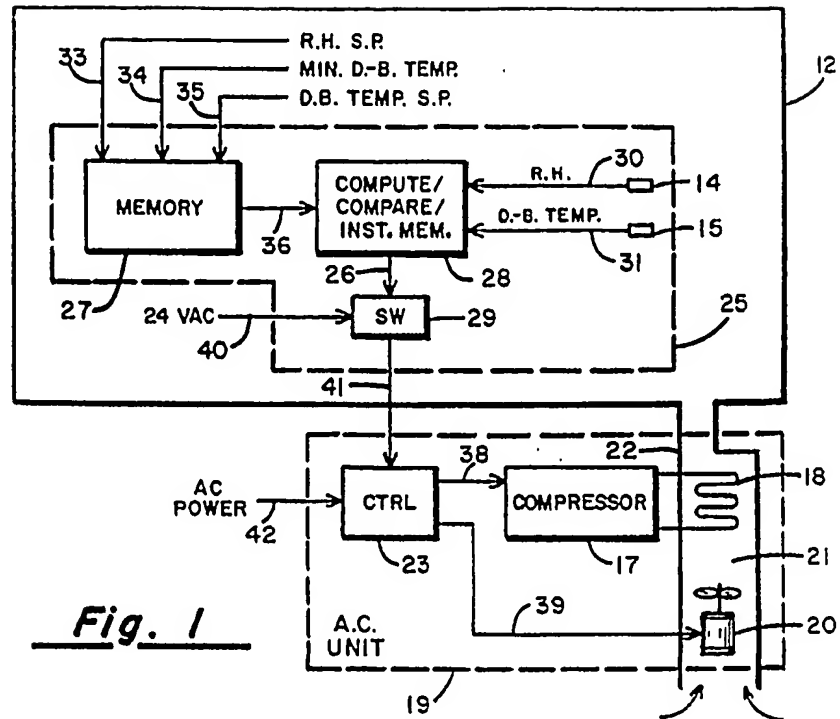 R.H. S.P.
33
MIN. D.-B. TEMP.
34
D.B. TEMP. S.P.
35
12
MEMORY
COMPUTE/
COMPARE/
INST. MEM.
R.H.
30
14
D.-B. TEMP.
31
15
36
26
28
27
24 VAC
40
SW
29
25
41
22
38
18
AC
POWER
42
CTRL
COMPRESSOR
23
17
21
39
20
Fig. 1
A.C.
UNIT
19